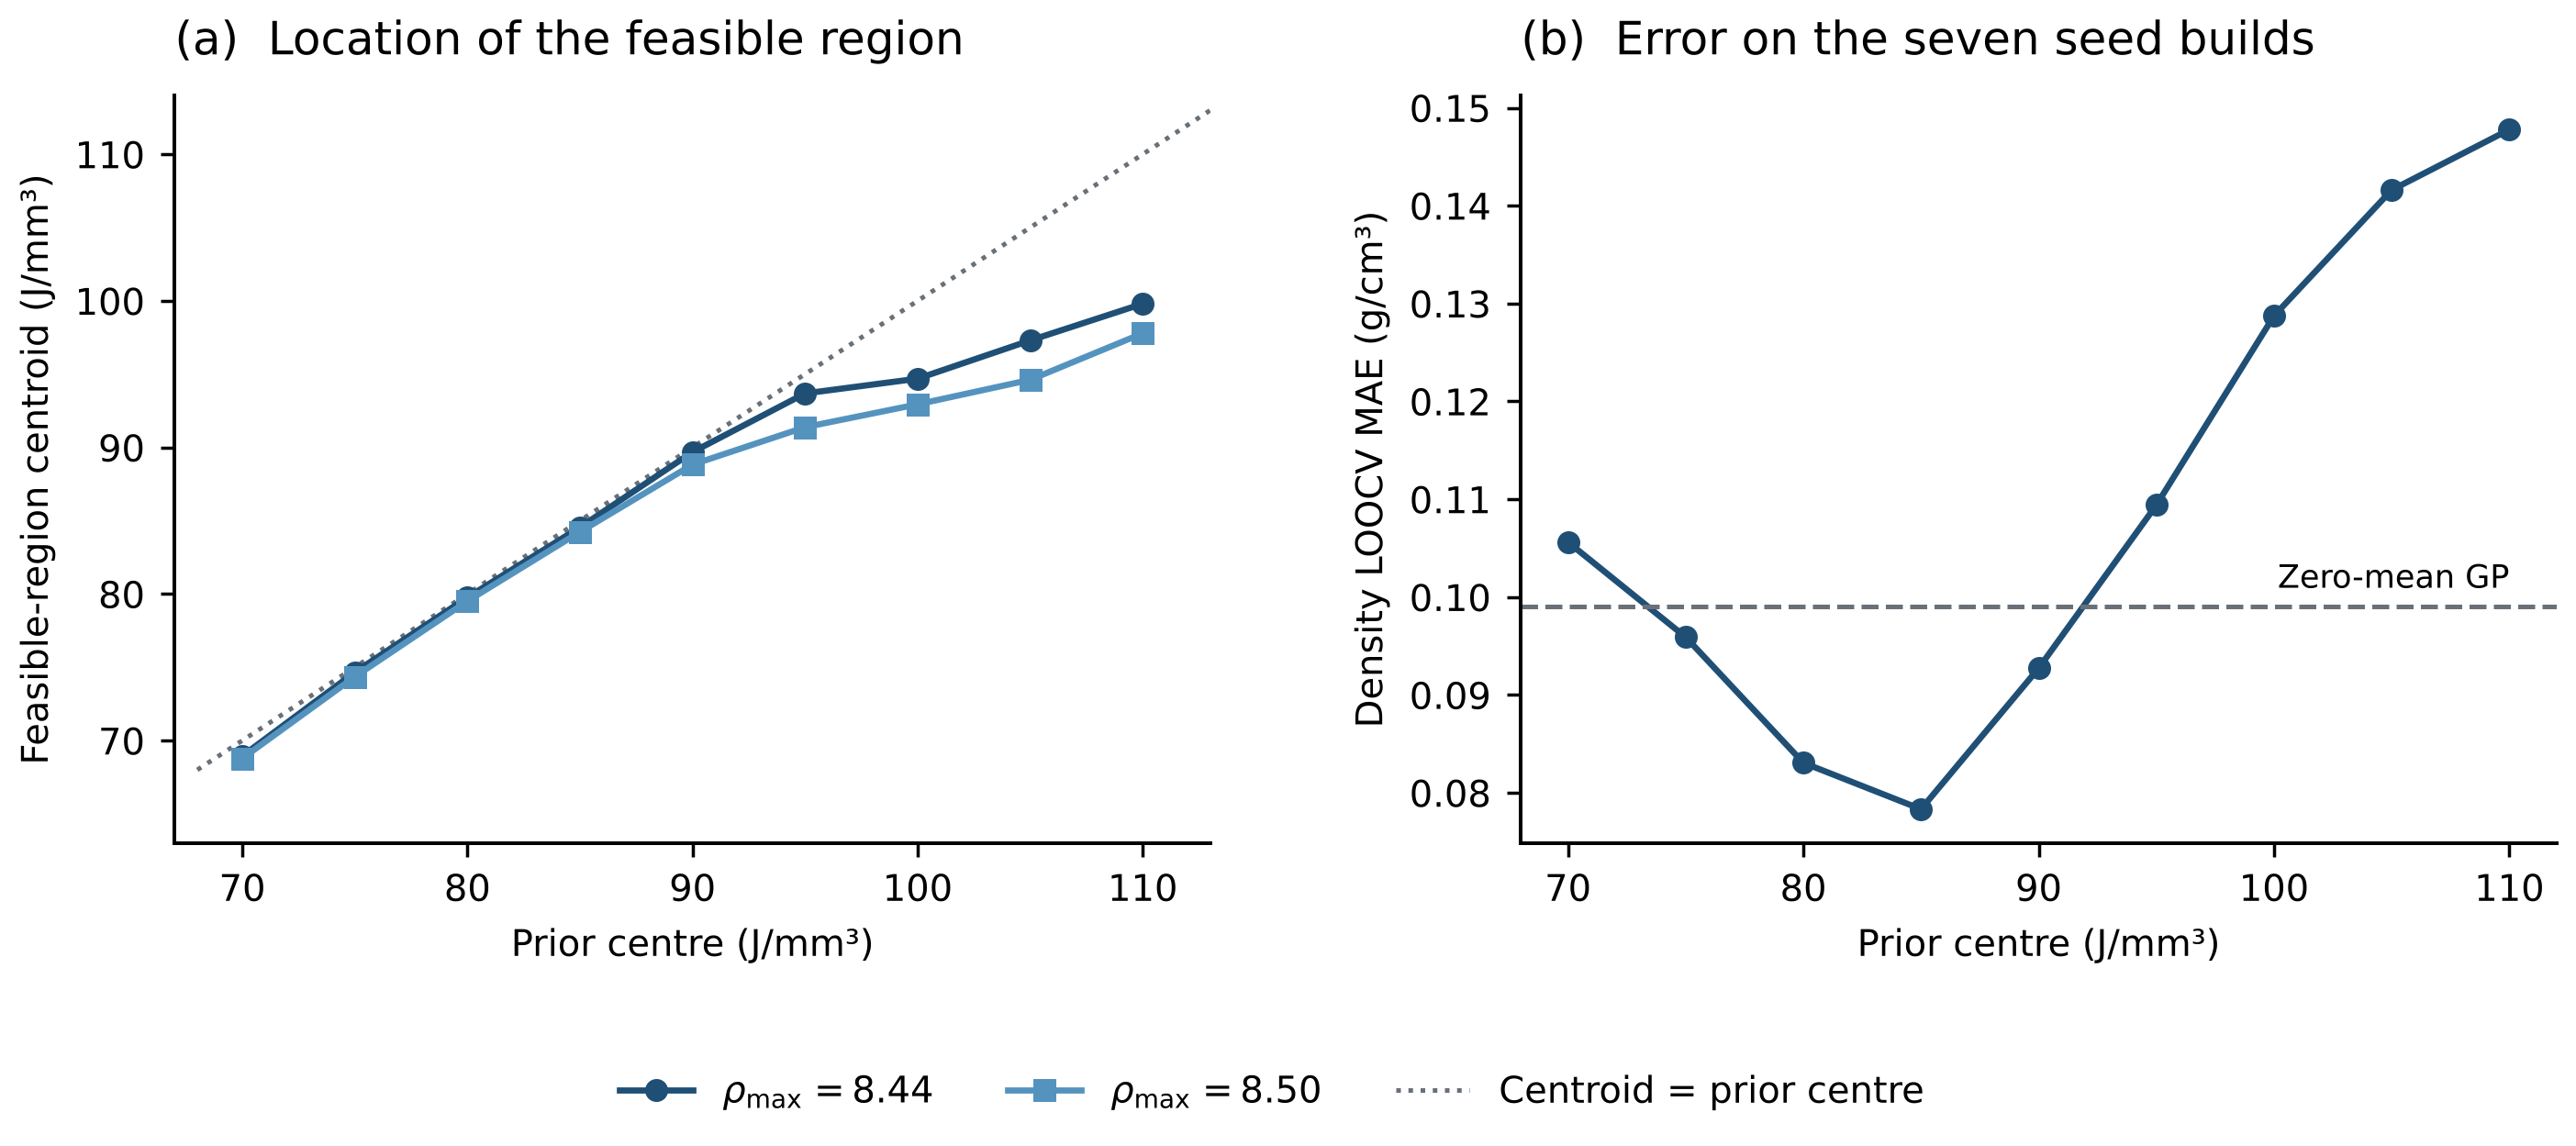 (a) Location of the feasible region
Feasible-region centroid (J/mm³)
110
100
90
80
70
70 80 90 100 110
Prior centre (J/mm³)
(b) Error on the seven seed builds
Density LOOCV MAE (g/cm³)
0.15
0.14
0.13
0.12
0.11
0.10
0.09
0.08
Zero-mean GP
70 80 90 100 110
Prior centre (J/mm³)
ρmax = 8.44 ρmax = 8.50 Centroid = prior centre